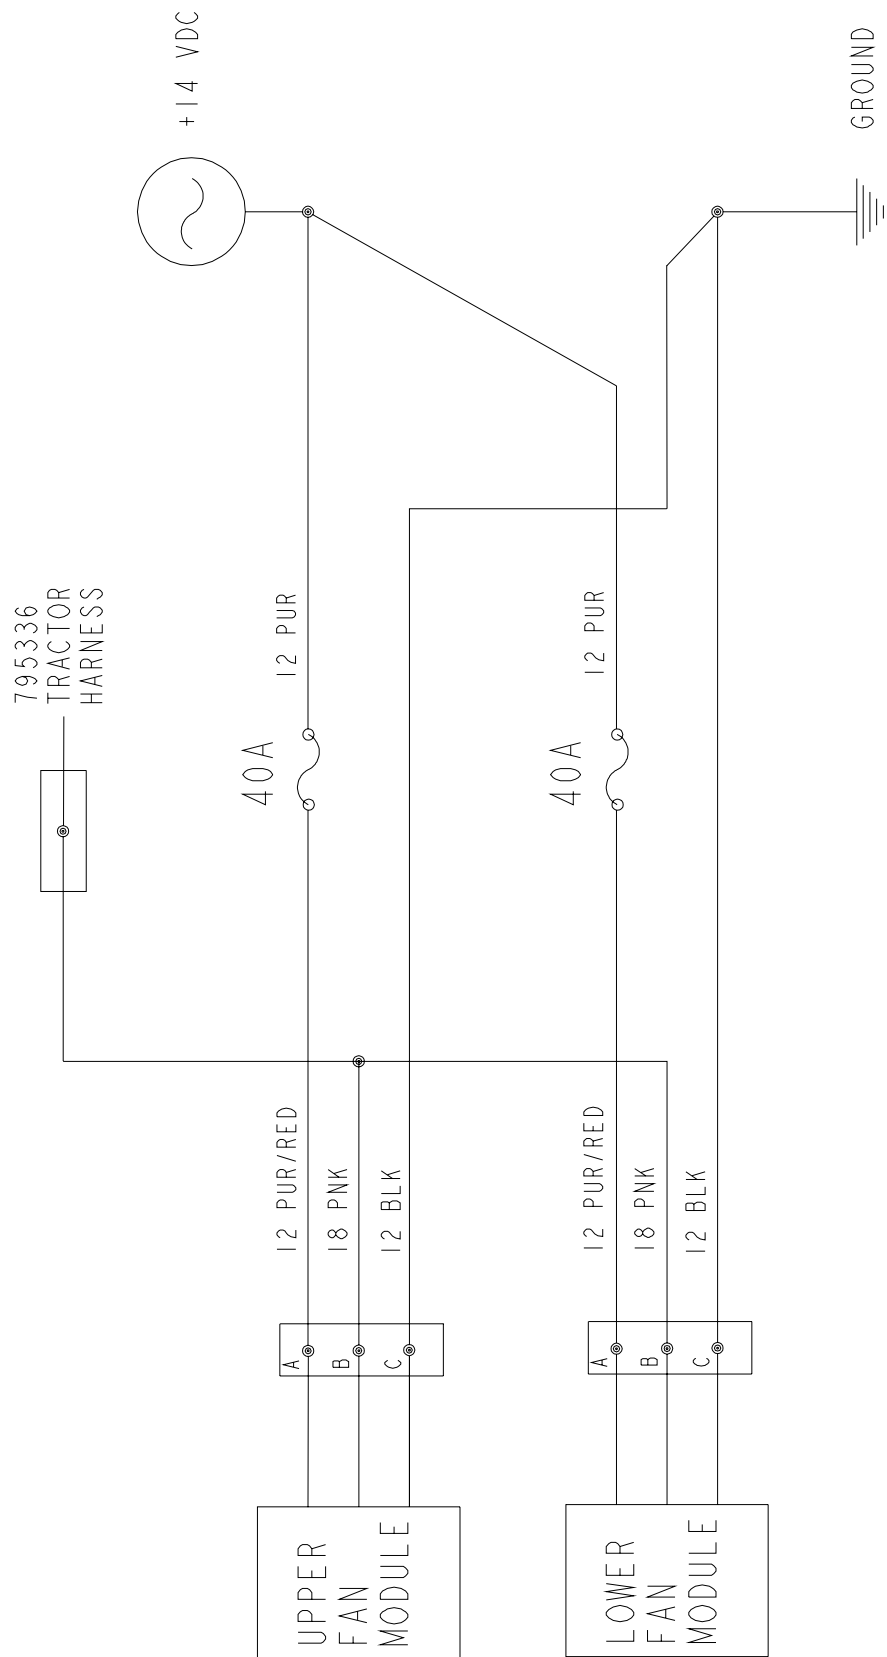 +14 VDC
GROUND
795336
TRACTOR
HARNESS
12 PUR
12 PUR
40A
40A
12 PUR/RED
18 PNK
12 BLK
12 PUR/RED
18 PNK
12 BLK
A
B
C
A
B
C
UPPER
FAN
MODULE
LOWER
FAN
MODULE